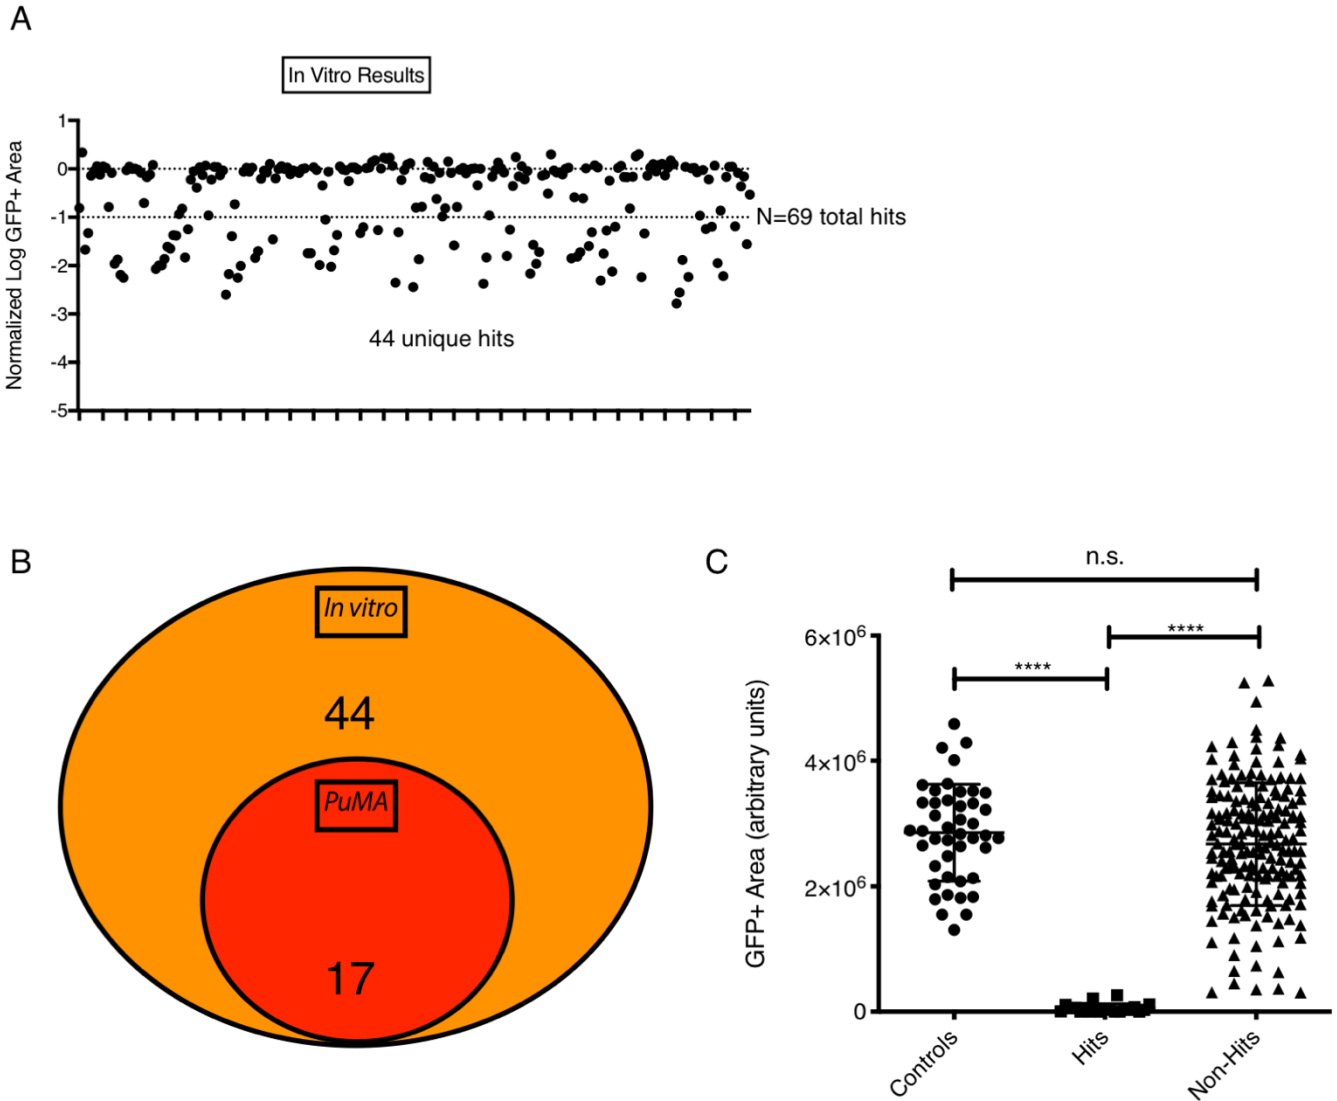 A
In Vitro Results
Normalized Log GFP+ Area
1
0
-1
-2
-3
-4
-5
N=69 total hits
44 unique hits
B
In vitro
44
PuMA
17
C
n.s.
****
****
GFP+ Area (arbitrary units)
6×10⁶
4×10⁶
2×10⁶
0
Controls
Hits
Non-Hits